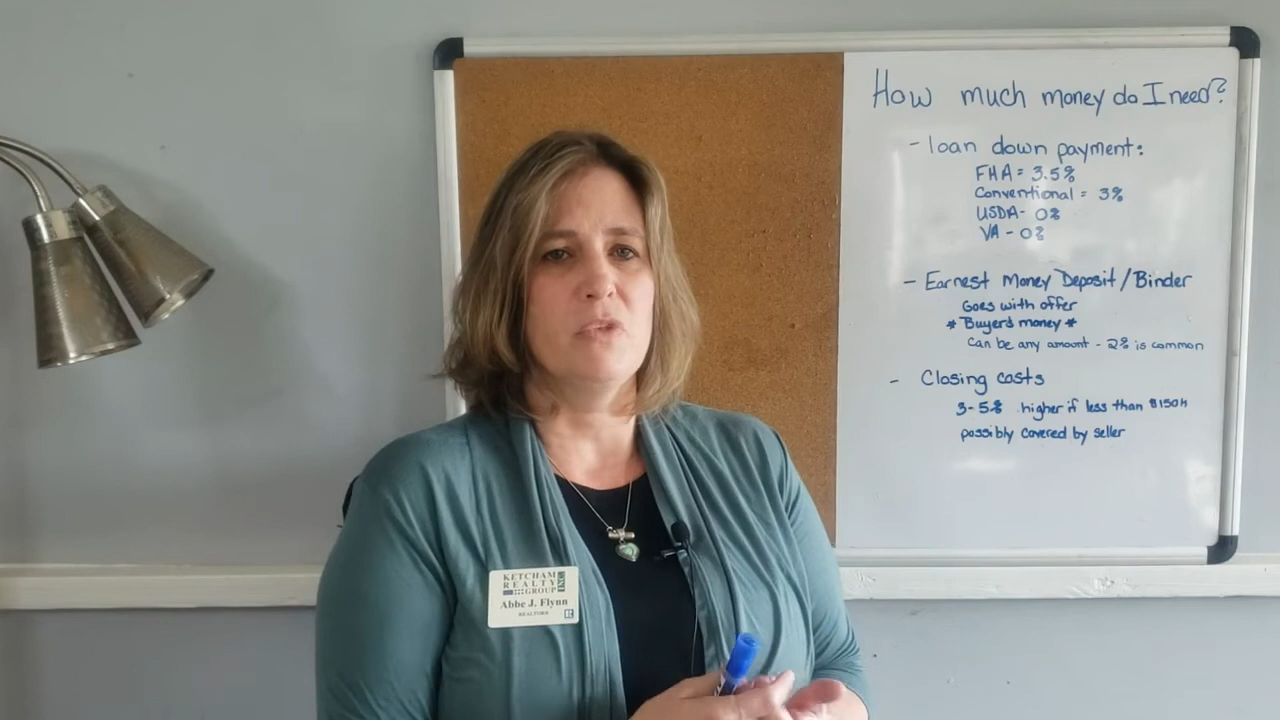 How much money do I need?
- loan down payment:
FHA = 3.5%
Conventional = 3%
USDA - 0%
VA - 0%
- Earnest Money Deposit / Binder
Goes with offer
* Buyer's money *
Can be any amount - 2% is common
- Closing costs
3-5% higher if less than $150K
possibly covered by seller
KETCHAM
REALTY
GROUP INC.
Abbe J. Flynn
REALTOR®